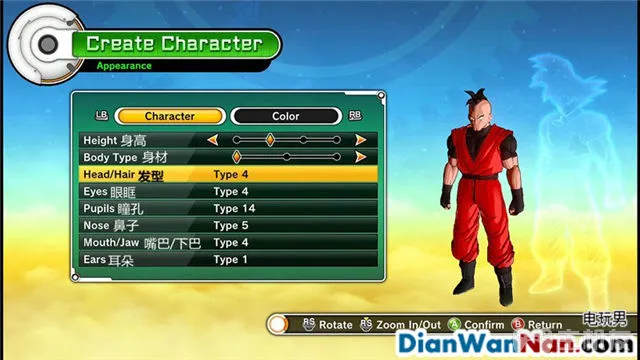 Create Character
Appearance
LB Character Color RB
Height 身高
Body Type 身材
Head/Hair 发型 Type 4
Eyes 眼眶 Type 4
Pupils 瞳孔 Type 14
Nose 鼻子 Type 5
Mouth/Jaw 嘴巴/下巴 Type 4
Ears 耳朵 Type 1
电玩男
RS Rotate RS Zoom In/Out A Confirm B Return
DianWanNan.com